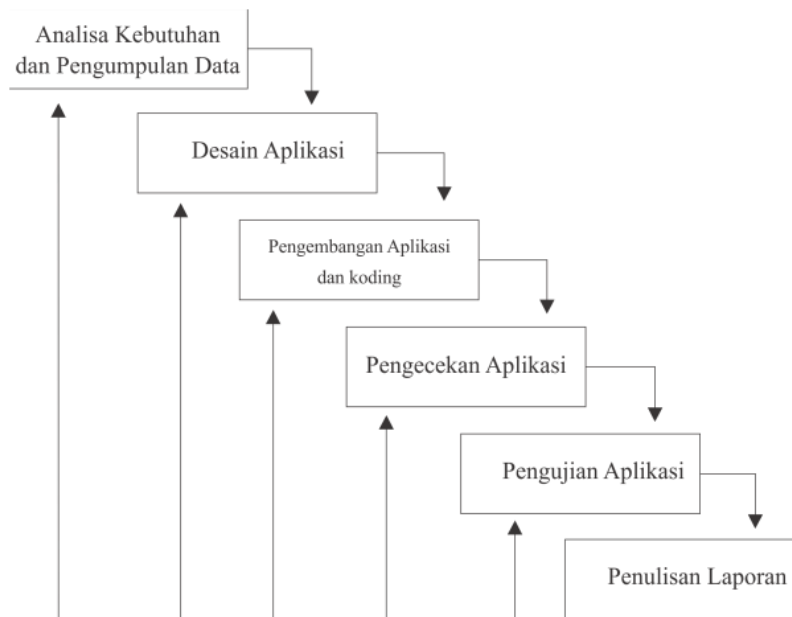 Analisa Kebutuhan
dan Pengumpulan Data
Desain Aplikasi
Pengembangan Aplikasi
dan koding
Pengecekan Aplikasi
Pengujian Aplikasi
Penulisan Laporan